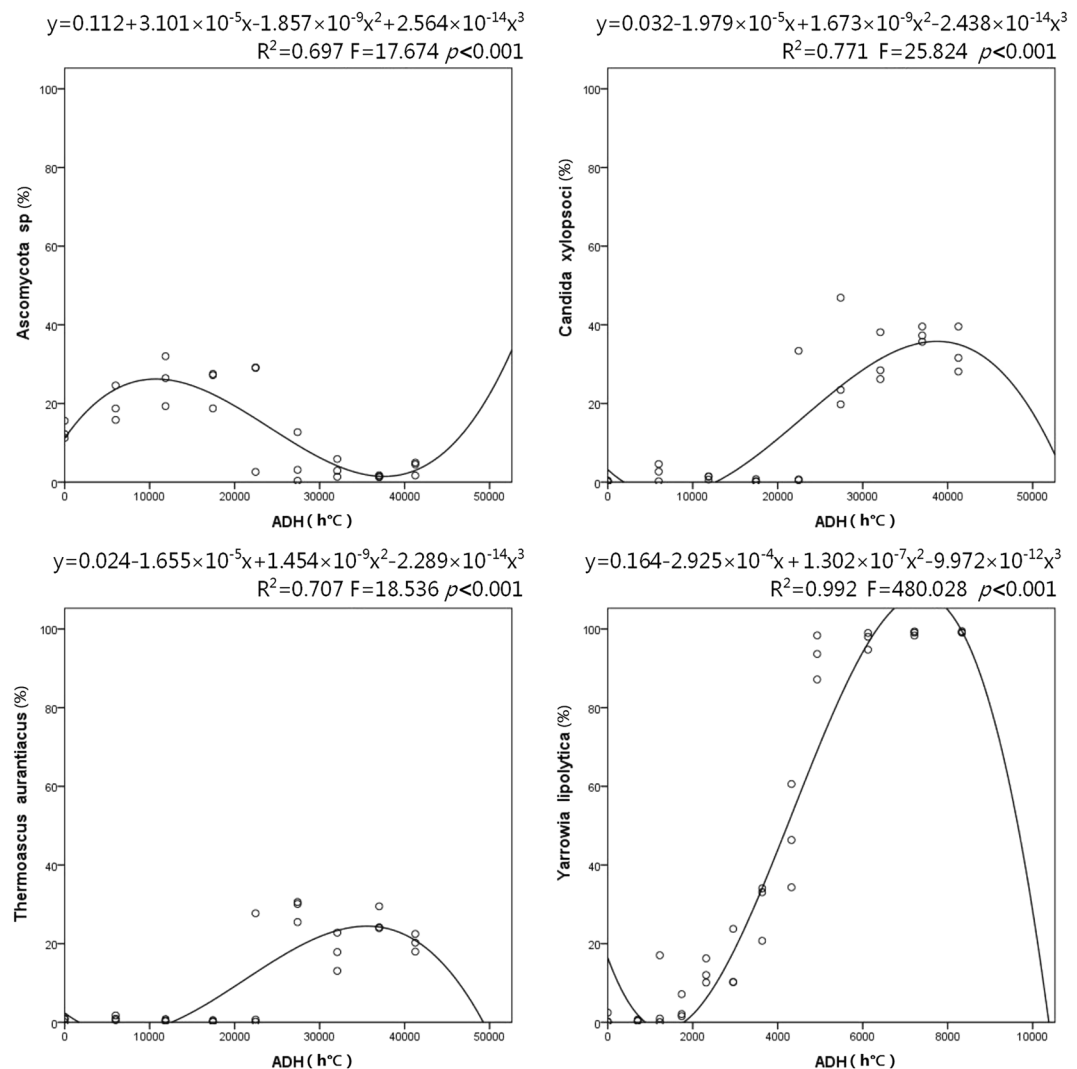 y=0.112+3.101×10⁻⁵x-1.857×10⁻⁹x²+2.564×10⁻¹⁴x³
R²=0.697 F=17.674 p<0.001
100
80
60
40
20
0
Ascomycota sp (%)
0 10000 20000 30000 40000 50000
ADH ( h℃ )
y=0.032-1.979×10⁻⁵x+1.673×10⁻⁹x²-2.438×10⁻¹⁴x³
R²=0.771 F=25.824 p<0.001
100
80
60
40
20
0
Candida xylopsoci (%)
0 10000 20000 30000 40000 50000
ADH ( h℃ )
y=0.024-1.655×10⁻⁵x+1.454×10⁻⁹x²-2.289×10⁻¹⁴x³
R²=0.707 F=18.536 p<0.001
100
80
60
40
20
0
Thermoascus aurantiacus (%)
0 10000 20000 30000 40000 50000
ADH ( h℃ )
y=0.164-2.925×10⁻⁴x+1.302×10⁻⁷x²-9.972×10⁻¹²x³
R²=0.992 F=480.028 p<0.001
100
80
60
40
20
0
Yarrowia lipolytica (%)
0 2000 4000 6000 8000 10000
ADH ( h℃ )